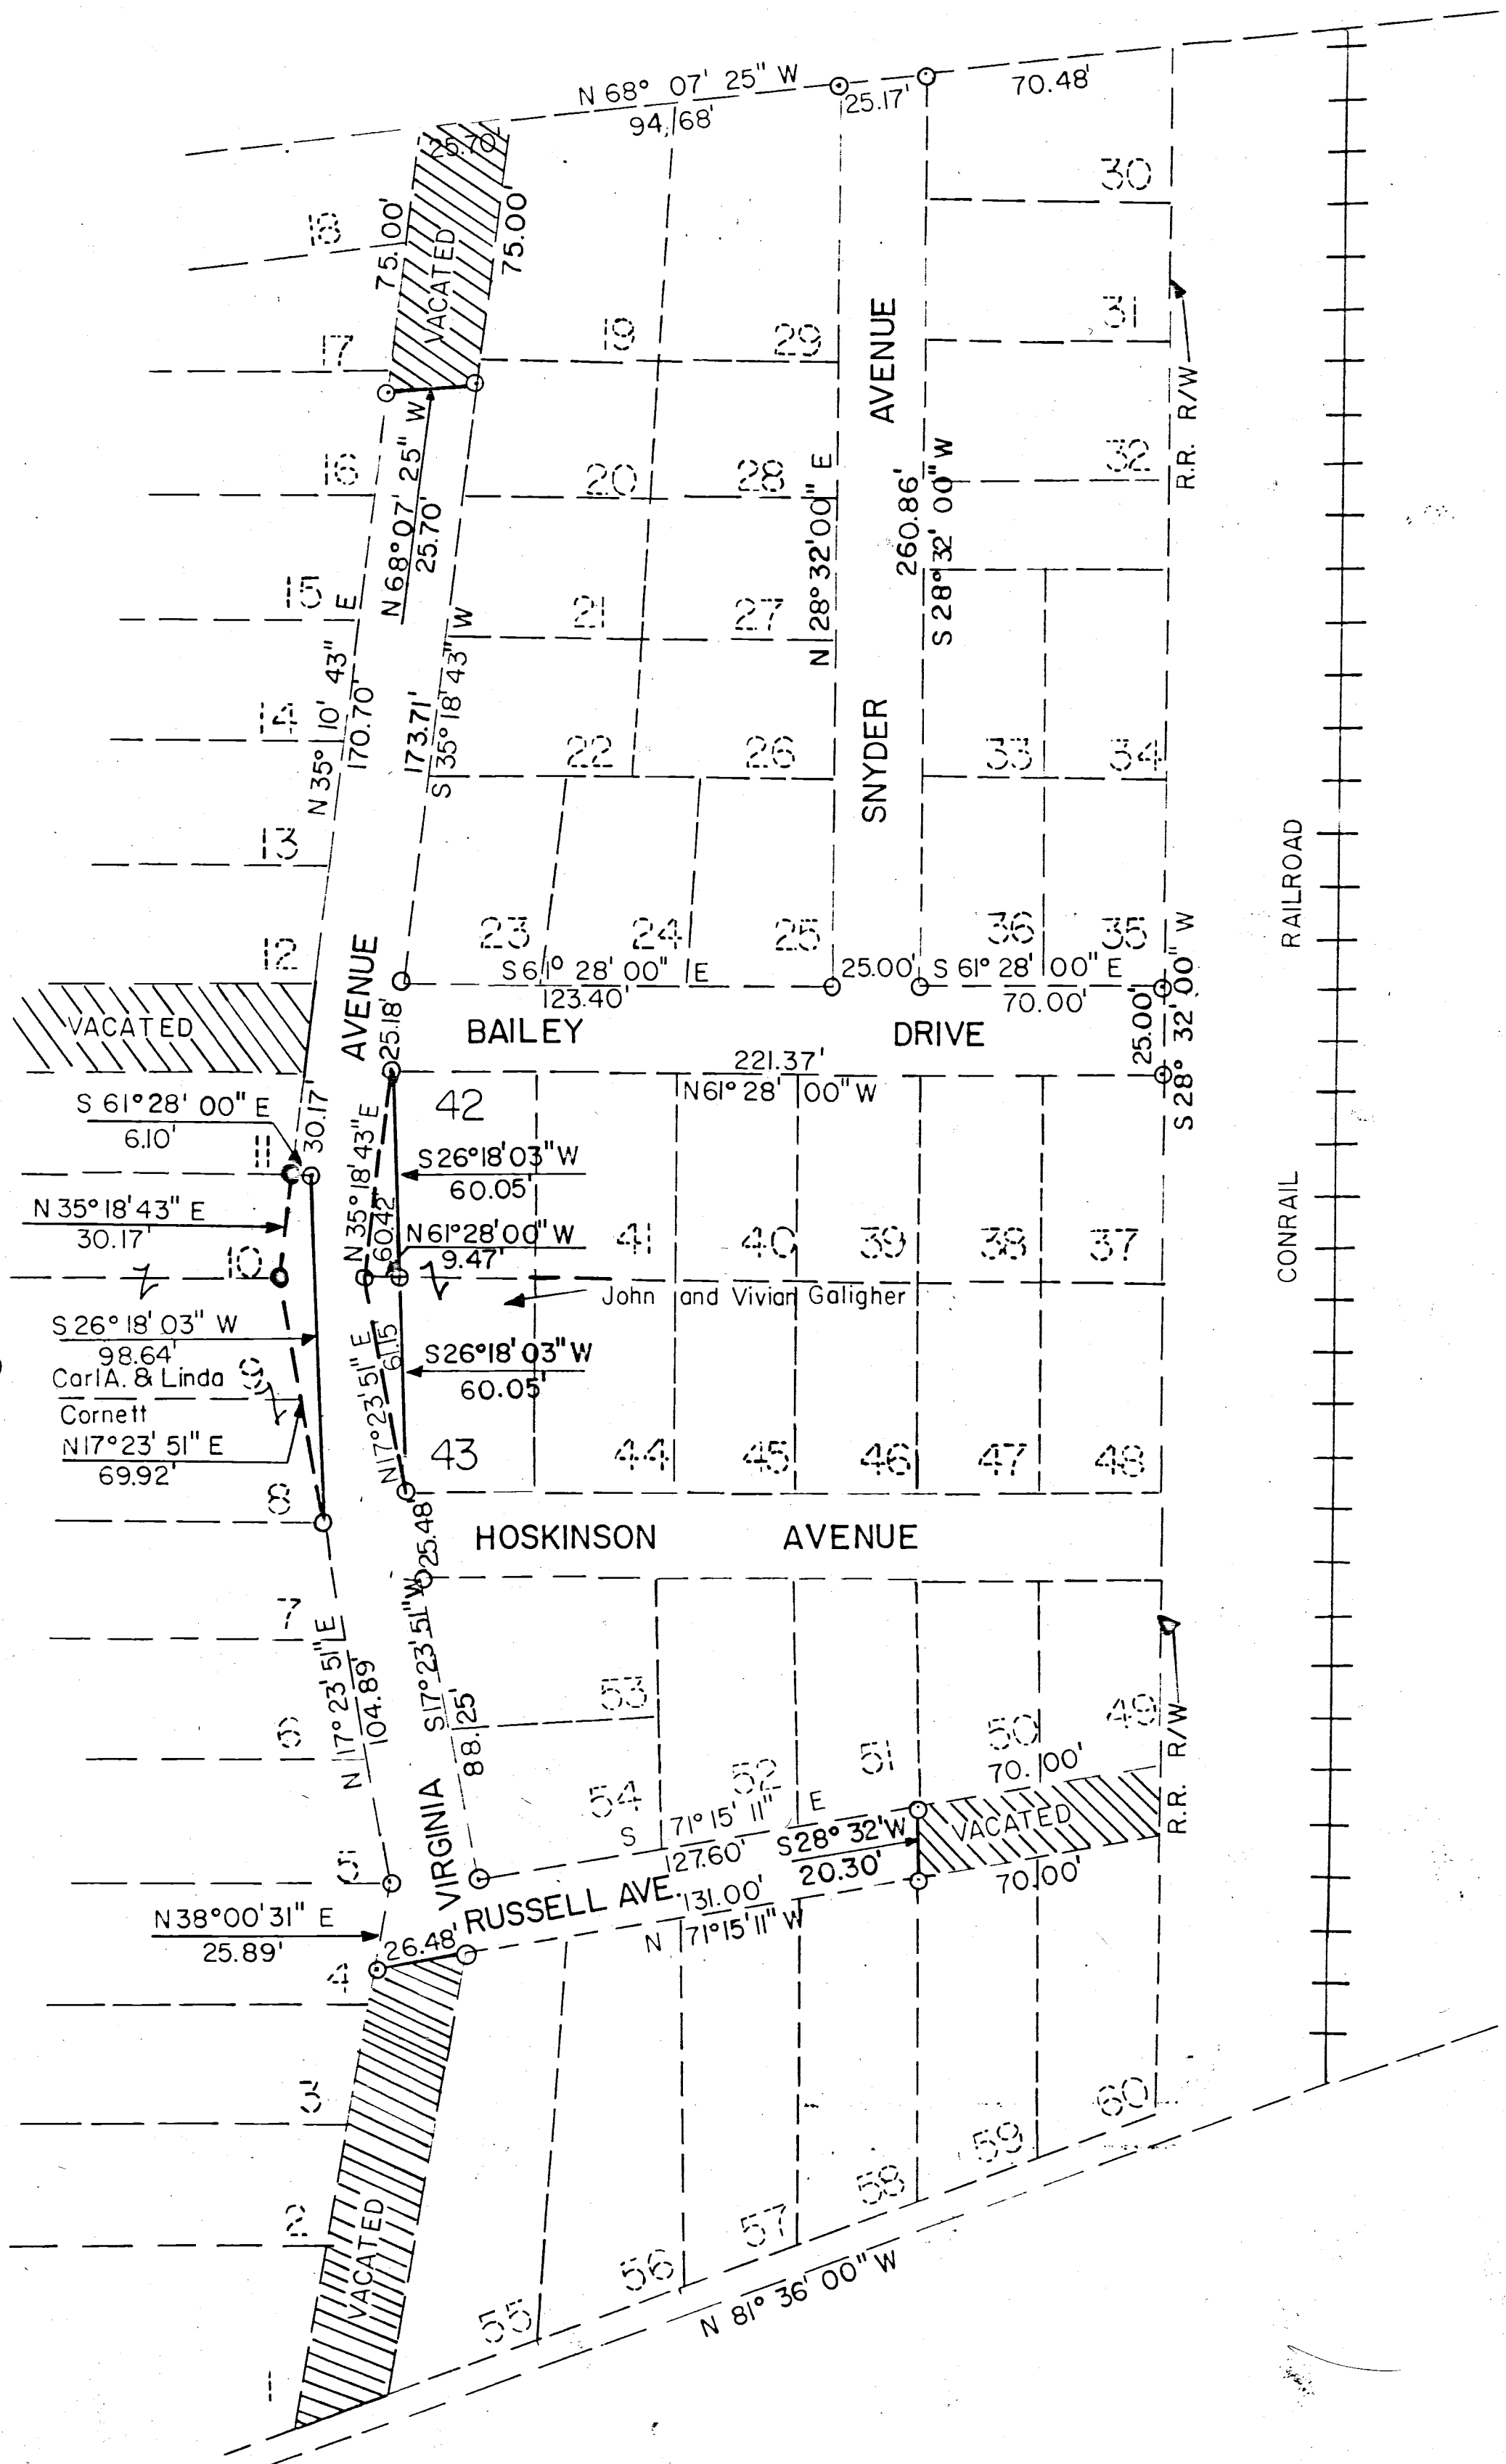 N 68° 07' 25" W
94.68'
25.17'
70.48'
25.70'
75.00'
75.00'
VACATED
18
30
17
19
29
31
AVENUE
R.R. R/W
N 68° 07' 25" W
25.70'
16
20
28
32
N 28° 32' 00" E
260.86'
S 28° 32' 00" W
15
21
27
N 35° 10' 43" E
170.70'
173.71'
S 35° 18' 43" W
14
22
26
SNYDER
33
34
13
RAILROAD
12
23
24
25
36
35
S 61° 28' 00" E
123.40'
25.00'
S 61° 28' 00" E
70.00'
VACATED
AVENUE
25.18'
BAILEY DRIVE
25.00'
S 28° 32' 00" W
221.37'
N 61° 28' 00" W
S 61° 28' 00" E
6.10'
30.17'
42
11
N 35° 18' 43" E
60.42
S 26° 18' 03" W
60.05'
N 35° 18' 43" E
30.17'
N 61° 28' 00" W
9.47'
10
41
40
39
38
37
CONRAIL
John and Vivian Galigher
S 26° 18' 03" W
98.64'
Carl A. & Linda
Cornett
9
N 17° 23' 51" E
69.92'
N 17° 23' 51" E
61.15
S 26° 18' 03" W
60.05'
43
44
45
46
47
48
8
25.48'
HOSKINSON AVENUE
7
N 17° 23' 51" E
104.89'
S 17° 23' 51" W
88.25'
53
50
49
R.R. R/W
6
54
52
51
70.00'
VACATED
70.00'
S 71° 15' 11" E
127.60'
S 28° 32' W
20.30'
VIRGINIA
5
RUSSELL AVE.
131.00'
N 71° 15' 11" W
N 38° 00' 31" E
25.89'
26.48'
4
3
60
59
58
2
57
VACATED
56
N 81° 36' 00" W
55
1